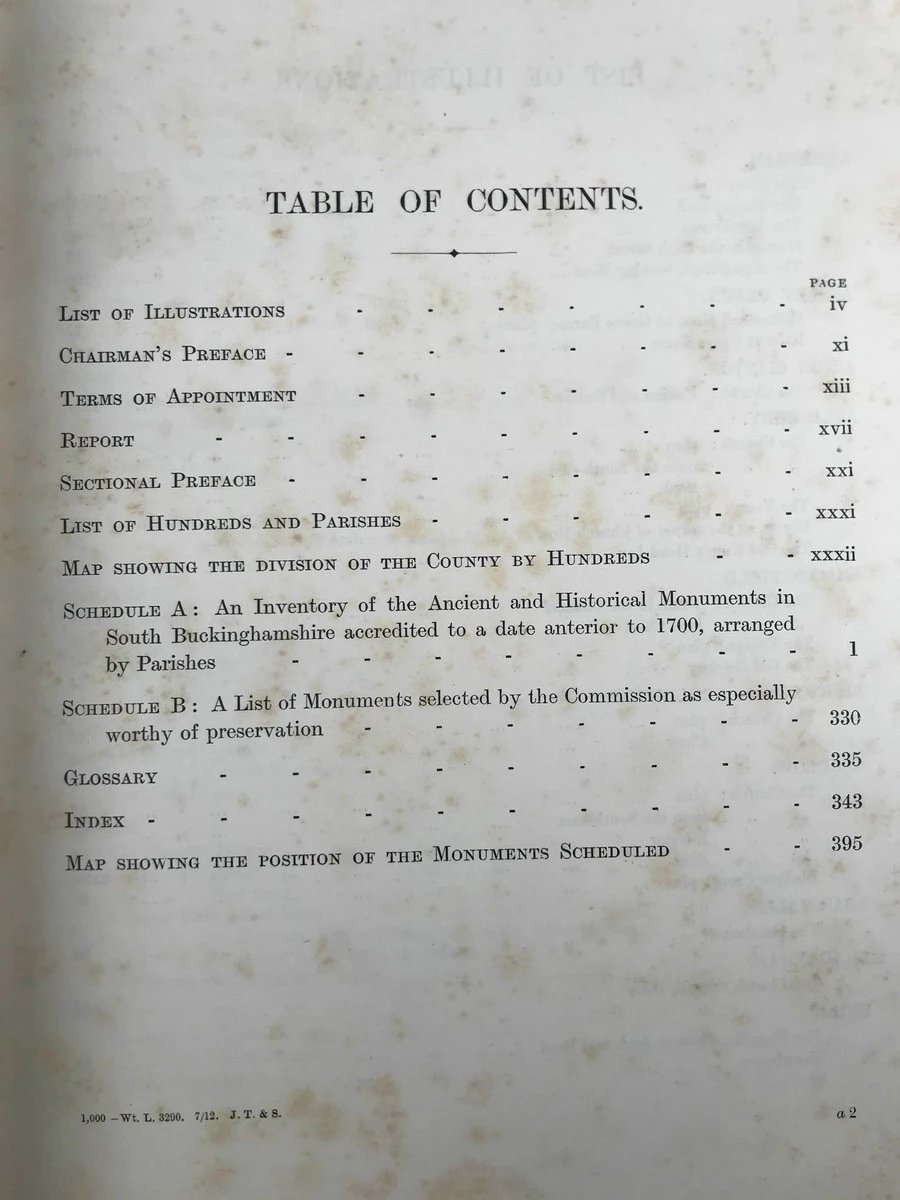 TABLE OF CONTENTS.
PAGE
LIST OF ILLUSTRATIONS - - - - - - iv
CHAIRMAN'S PREFACE - - - - - - - - xi
TERMS OF APPOINTMENT - - - - - - - xiii
REPORT - - - - - - - - - xvii
SECTIONAL PREFACE - - - - - - - - xxi
LIST OF HUNDREDS AND PARISHES - - - - - - xxxi
MAP SHOWING THE DIVISION OF THE COUNTY BY HUNDREDS - - xxxii
SCHEDULE A: An Inventory of the Ancient and Historical Monuments in
South Buckinghamshire accredited to a date anterior to 1700, arranged
by Parishes - - - - - - - - 1
SCHEDULE B: A List of Monuments selected by the Commission as especially
worthy of preservation - - - - - - - 330
GLOSSARY - - - - - - - - - 335
INDEX - - - - - - - - - - 343
MAP SHOWING THE POSITION OF THE MONUMENTS SCHEDULED - - 395
1,000 —Wt. L. 3290. 7/12. J. T. & S.
a 2